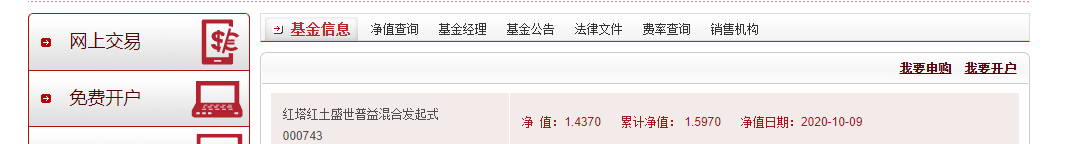 网上交易
免费开户
基金信息 净值查询 基金经理 基金公告 法律文件 费率查询 销售机构
我要申购 我要开户
红塔红土盛世普益混合发起式
000743
净 值：1.4370 累计净值： 1.5970 净值日期：2020-10-09